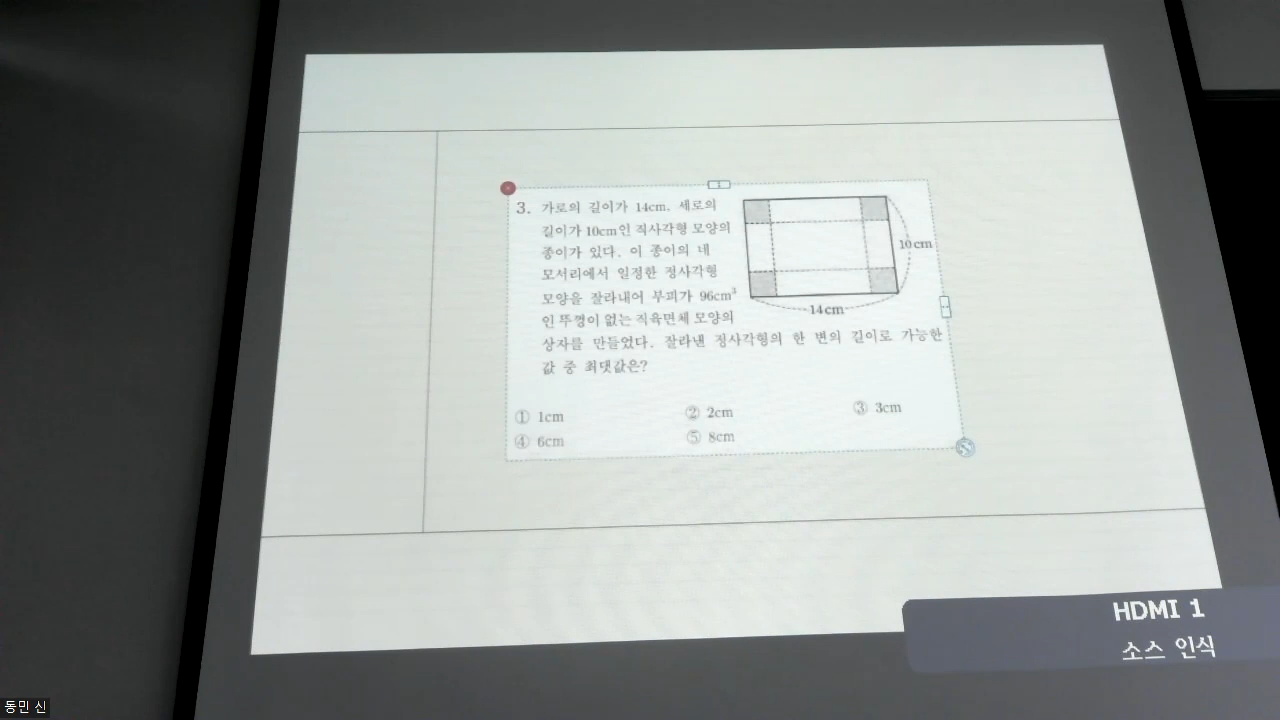 3. 가로의 길이가 14cm, 세로의
길이가 10cm인 직사각형 모양의
종이가 있다. 이 종이의 네
모서리에서 일정한 정사각형
모양을 잘라내어 부피가 96cm³
인 뚜껑이 없는 직육면체 모양의
상자를 만들었다. 잘라낸 정사각형의 한 변의 길이로 가능한
값 중 최댓값은?
10cm
14cm
① 1cm ② 2cm ③ 3cm
④ 6cm ⑤ 8cm
HDMI 1
소스 인식
동민 신